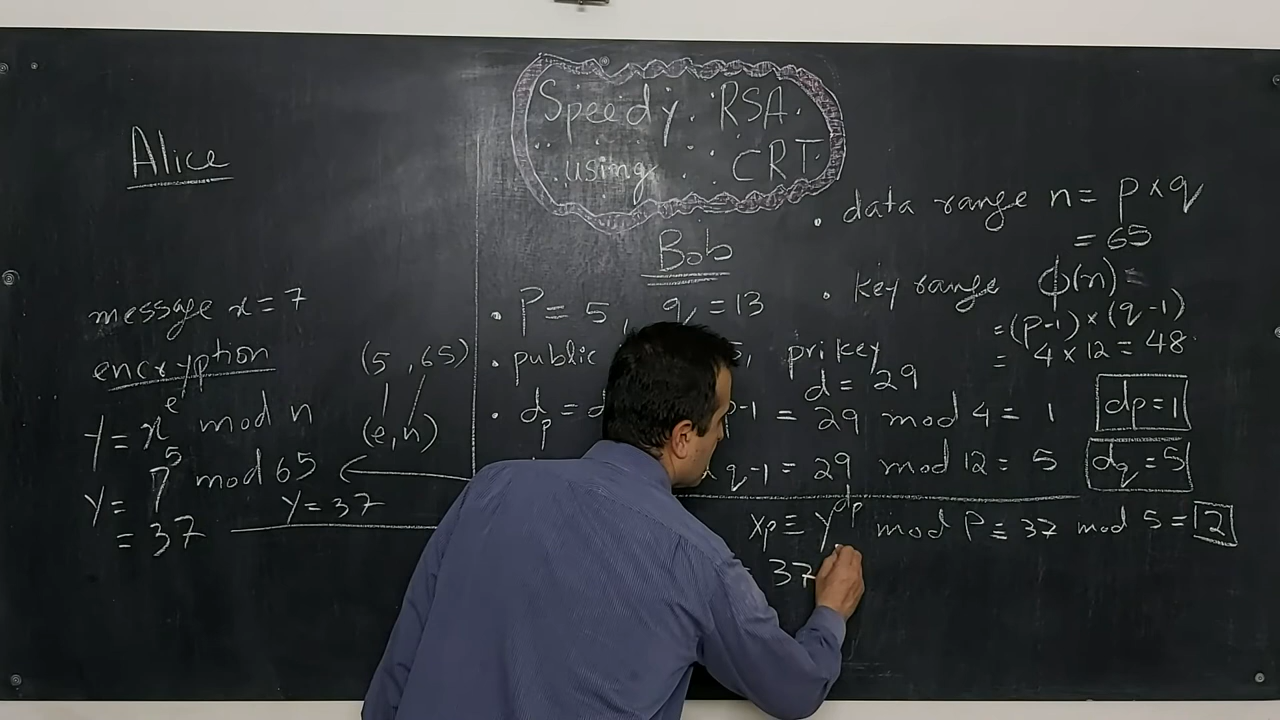 Speedy RSA
using CRT
Alice
message x = 7
encryption
(5, 65)
(e, n)
y = x^e mod n
y = 7^5 mod 65
= 37
y = 37
Bob
• P = 5, q = 13
• public
pri key
d = 29
• dp = d p-1 = 29 mod 4 = 1
dp = 1
q-1 = 29 mod 12 = 5
dq = 5
xp ≡ y^dp mod P ≡ 37 mod 5 = 2
37
• data range n = p × q
= 65
• key range ϕ(n) =
= (p-1) × (q-1)
= 4 × 12 = 48